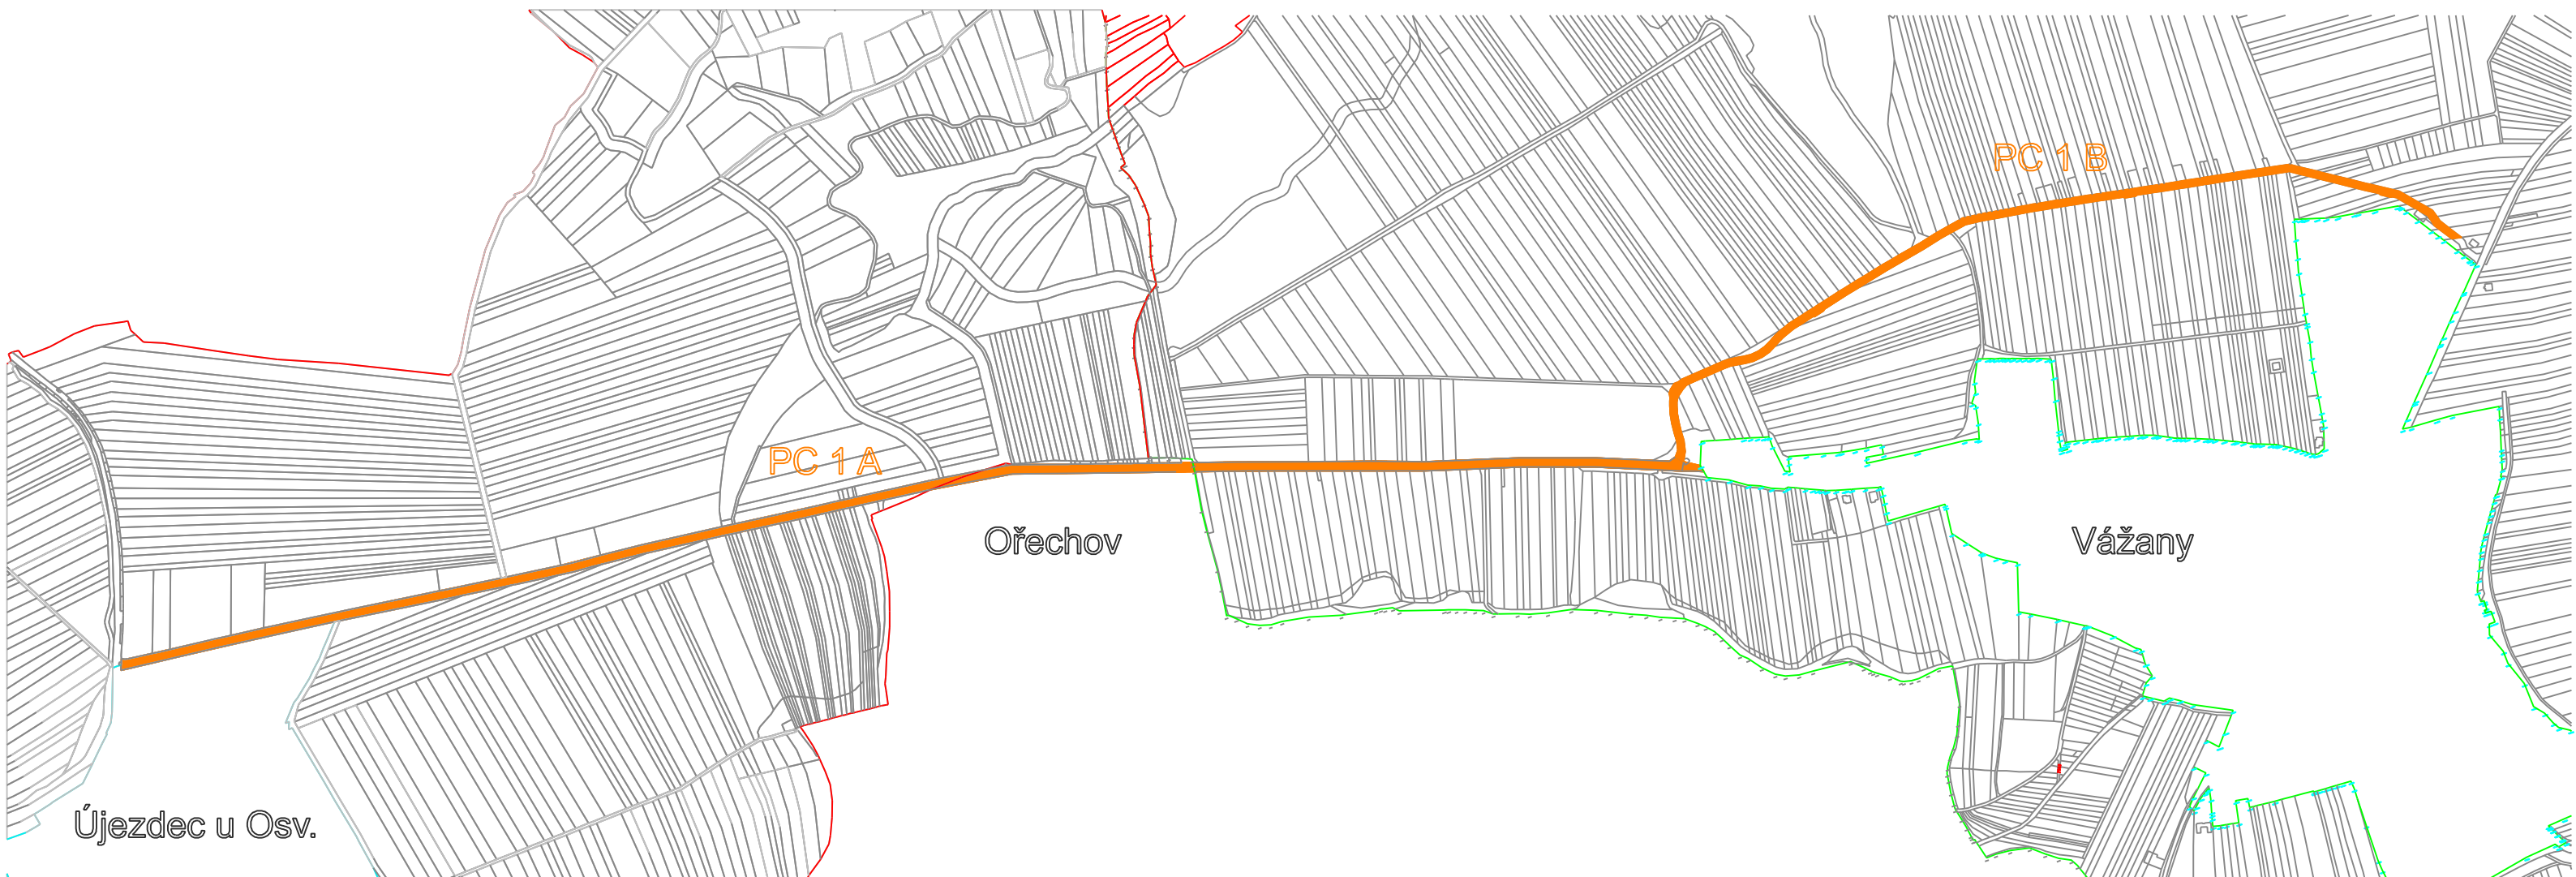 PC 1 B
PC 1 A
Ořechov
Vážany
Újezdec u Osv.